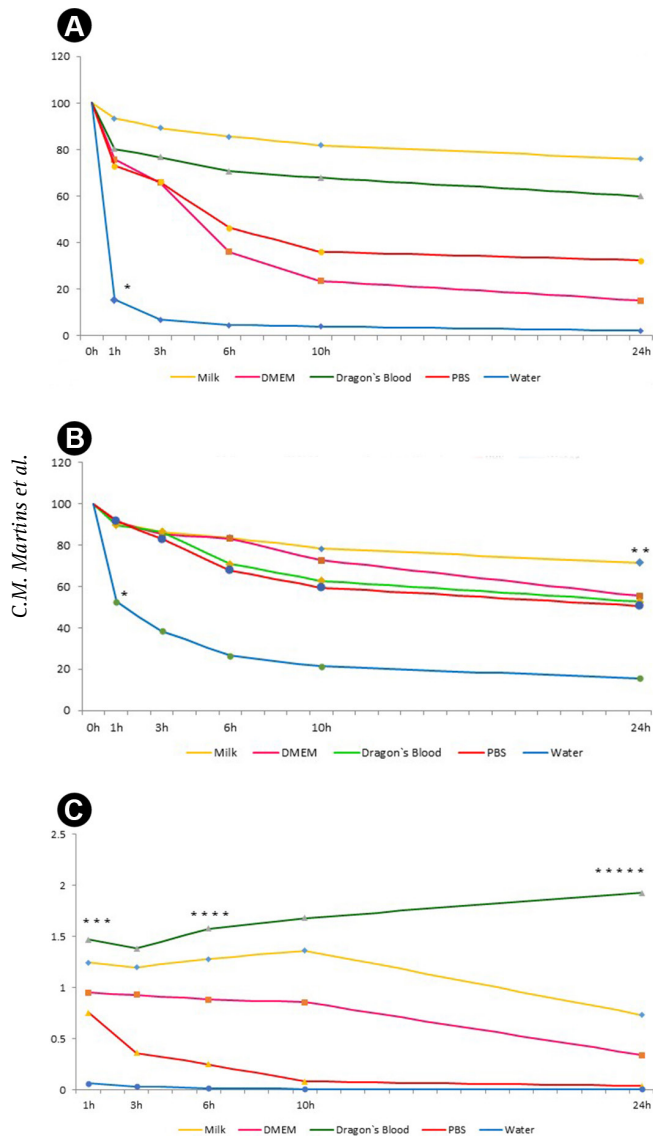 A
120
100
80
60
40
20
0
*
0h 1h 3h 6h 10h 24h
Milk DMEM Dragon`s Blood PBS Water
C.M. Martins et al.
B
120
100
80
60
40
20
0
*
* *
0h 1h 3h 6h 10h 24h
Milk DMEM Dragon`s Blood PBS Water
C
2.5
2
1.5
1
0.5
0
* * *
* * * *
* * * * *
1h 3h 6h 10h 24h
Milk DMEM Dragon`s Blood PBS Water